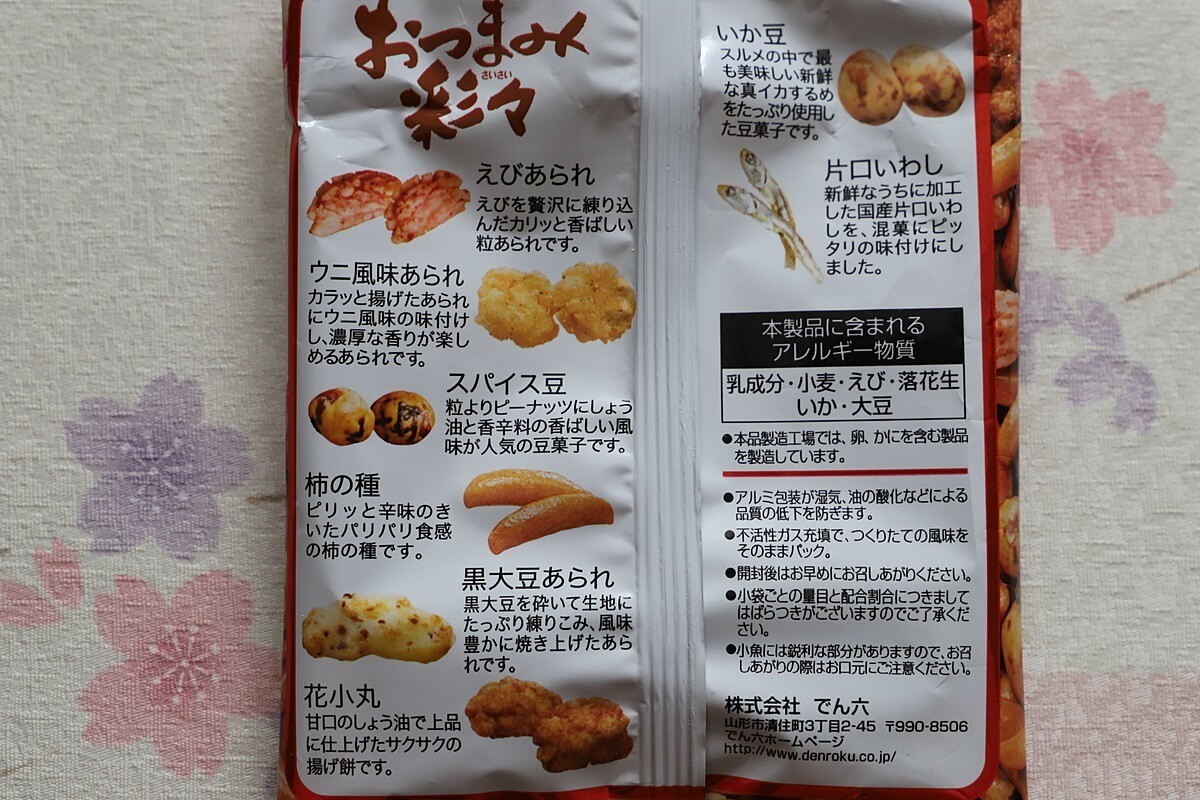 おつまみ
さいさい
彩々
えびあられ
えびを贅沢に練り込
んだカリッと香ばしい
粒あられです。
ウニ風味あられ
カラッと揚げたあられ
にウニ風味の味付け
し、濃厚な香りが楽し
めるあられです。
スパイス豆
粒よりピーナッツにしょう
油と香辛料の香ばしい風
味が人気の豆菓子です。
柿の種
ピリッと辛味のき
いたパリパリ食感
の柿の種です。
黒大豆あられ
黒大豆を砕いて生地に
たっぷり練りこみ、風味
豊かに焼き上げたあら
れです。
花小丸
甘口のしょう油で上品
に仕上げたサクサクの
揚げ餅です。
いか豆
スルメの中で最
も美味しい新鮮
な真イカするめ
をたっぷり使用し
た豆菓子です。
片口いわし
新鮮なうちに加工
した国産片口いわ
しを、混菓にピッ
タリの味付けにし
ました。
本製品に含まれる
アレルギー物質
乳成分・小麦・えび・落花生
いか・大豆
●本品製造工場では、卵、かにを含む製品
を製造しています。
●アルミ包装が湿気、油の酸化などによる
品質の低下を防ぎます。
●不活性ガス充填で、つくりたての風味を
そのままパック。
●開封後はお早めにお召しあがりください。
●小袋ごとの量目と配合割合につきまして
はばらつきがございますのでご了承くだ
さい。
●小魚には鋭利な部分がありますので、お召
しあがりの際はお口元にご注意ください。
株式会社 でん六
山形市清住町3丁目2-45 〒990-8506
でん六ホームページ
http://www.denroku.co.jp/